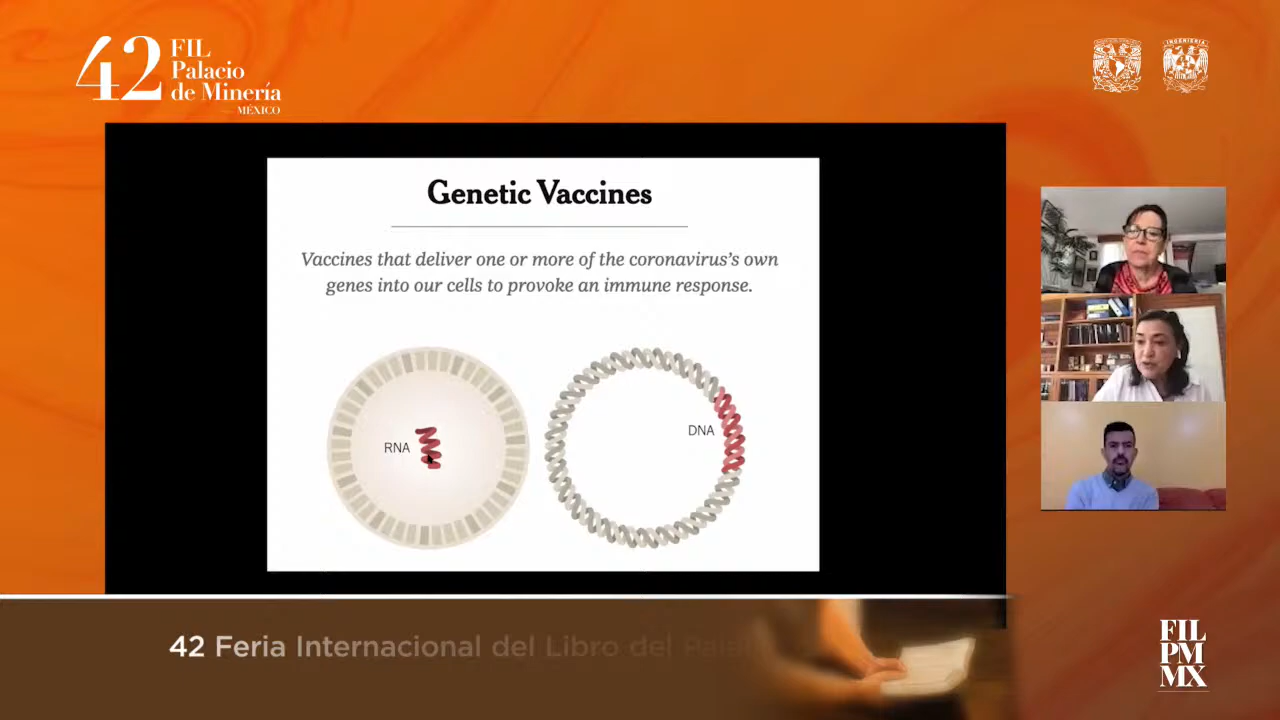 42
FIL
Palacio
de Minería
MÉXICO
INGENIERÍA
Genetic Vaccines
Vaccines that deliver one or more of the coronavirus's own
genes into our cells to provoke an immune response.
RNA
DNA
42 Feria Internacional del Libro del
FIL
PM
MX